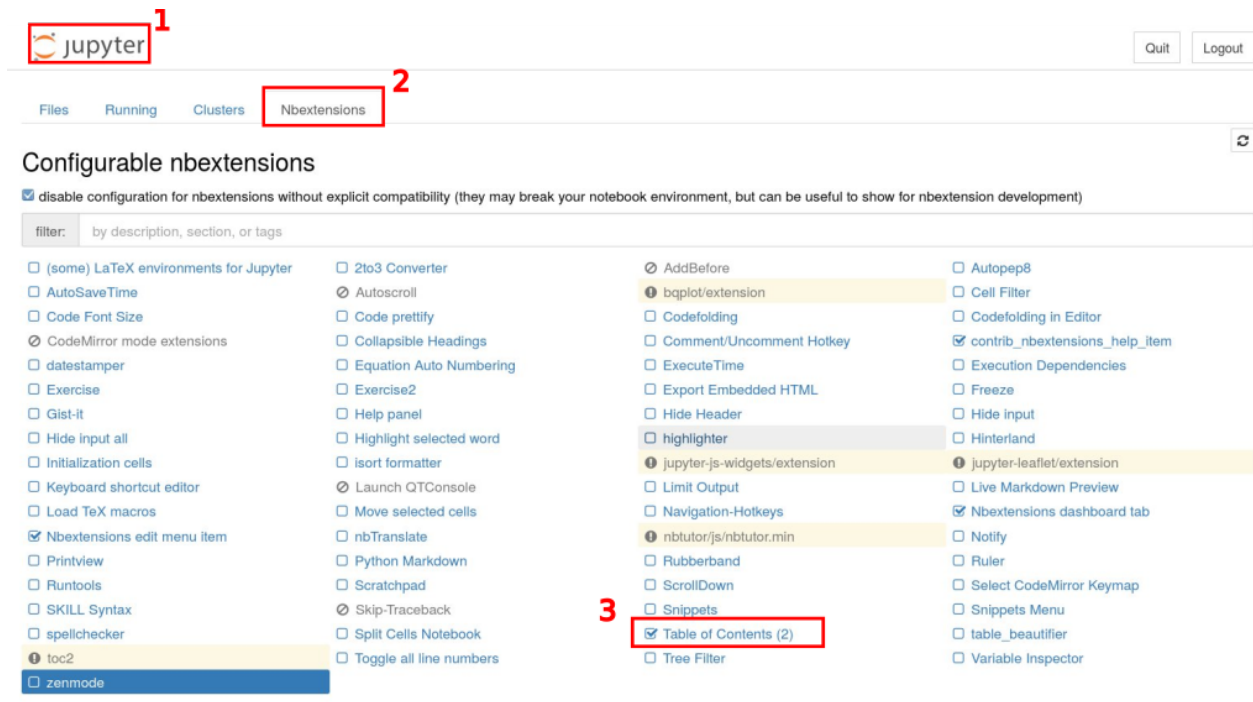 1
jupyter
Quit Logout
2
Files Running Clusters Nbextensions
Configurable nbextensions
disable configuration for nbextensions without explicit compatibility (they may break your notebook environment, but can be useful to show for nbextension development)
filter: by description, section, or tags
(some) LaTeX environments for Jupyter 2to3 Converter AddBefore Autopep8
AutoSaveTime Autoscroll bqplot/extension Cell Filter
Code Font Size Code prettify Codefolding Codefolding in Editor
CodeMirror mode extensions Collapsible Headings Comment/Uncomment Hotkey contrib_nbextensions_help_item
datestamper Equation Auto Numbering ExecuteTime Execution Dependencies
Exercise Exercise2 Export Embedded HTML Freeze
Gist-it Help panel Hide Header Hide input
Hide input all Highlight selected word highlighter Hinterland
Initialization cells isort formatter jupyter-js-widgets/extension jupyter-leaflet/extension
Keyboard shortcut editor Launch QTConsole Limit Output Live Markdown Preview
Load TeX macros Move selected cells Navigation-Hotkeys Nbextensions dashboard tab
Nbextensions edit menu item nbTranslate nbtutor/js/nbtutor.min Notify
Printview Python Markdown Rubberband Ruler
Runtools Scratchpad ScrollDown Select CodeMirror Keymap
SKILL Syntax Skip-Traceback 3 Snippets Snippets Menu
spellchecker Split Cells Notebook Table of Contents (2) table_beautifier
toc2 Toggle all line numbers Tree Filter Variable Inspector
zenmode